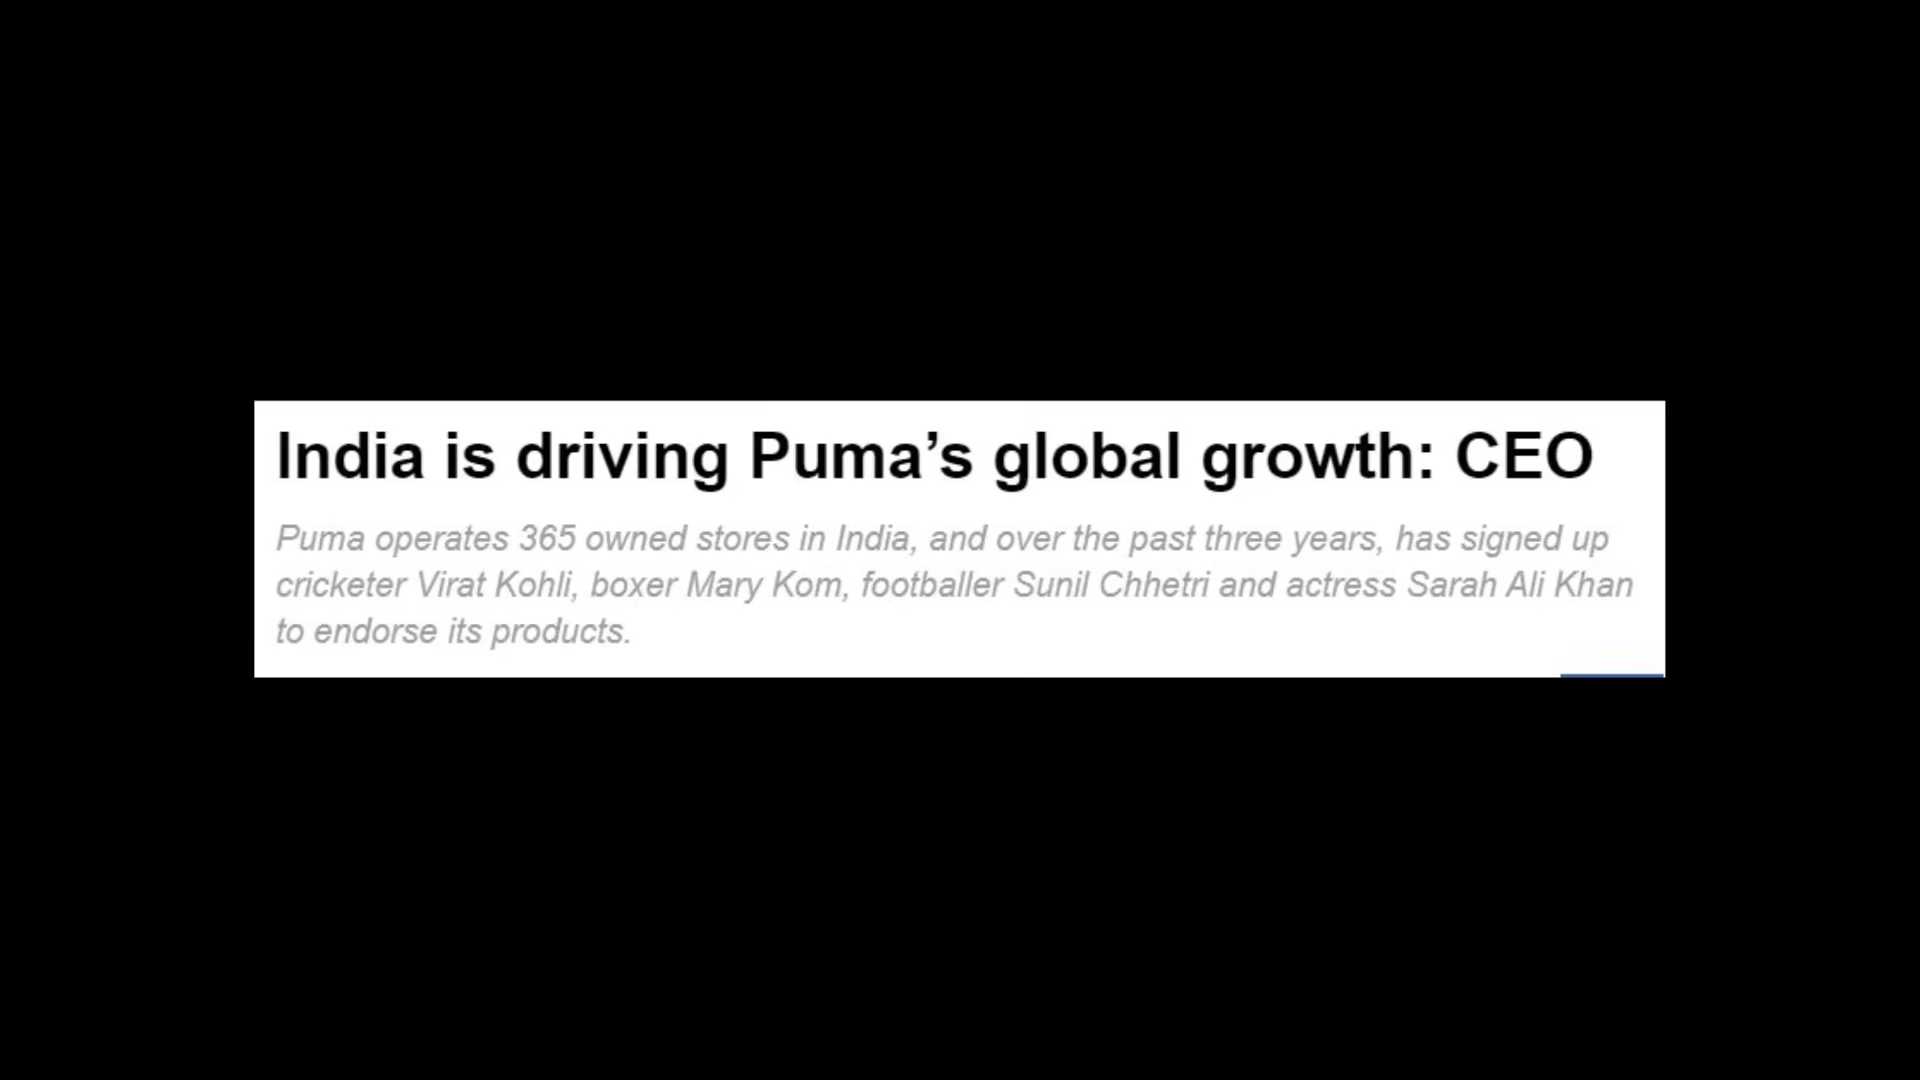 India is driving Puma’s global growth: CEO
Puma operates 365 owned stores in India, and over the past three years, has signed up
cricketer Virat Kohli, boxer Mary Kom, footballer Sunil Chhetri and actress Sarah Ali Khan
to endorse its products.